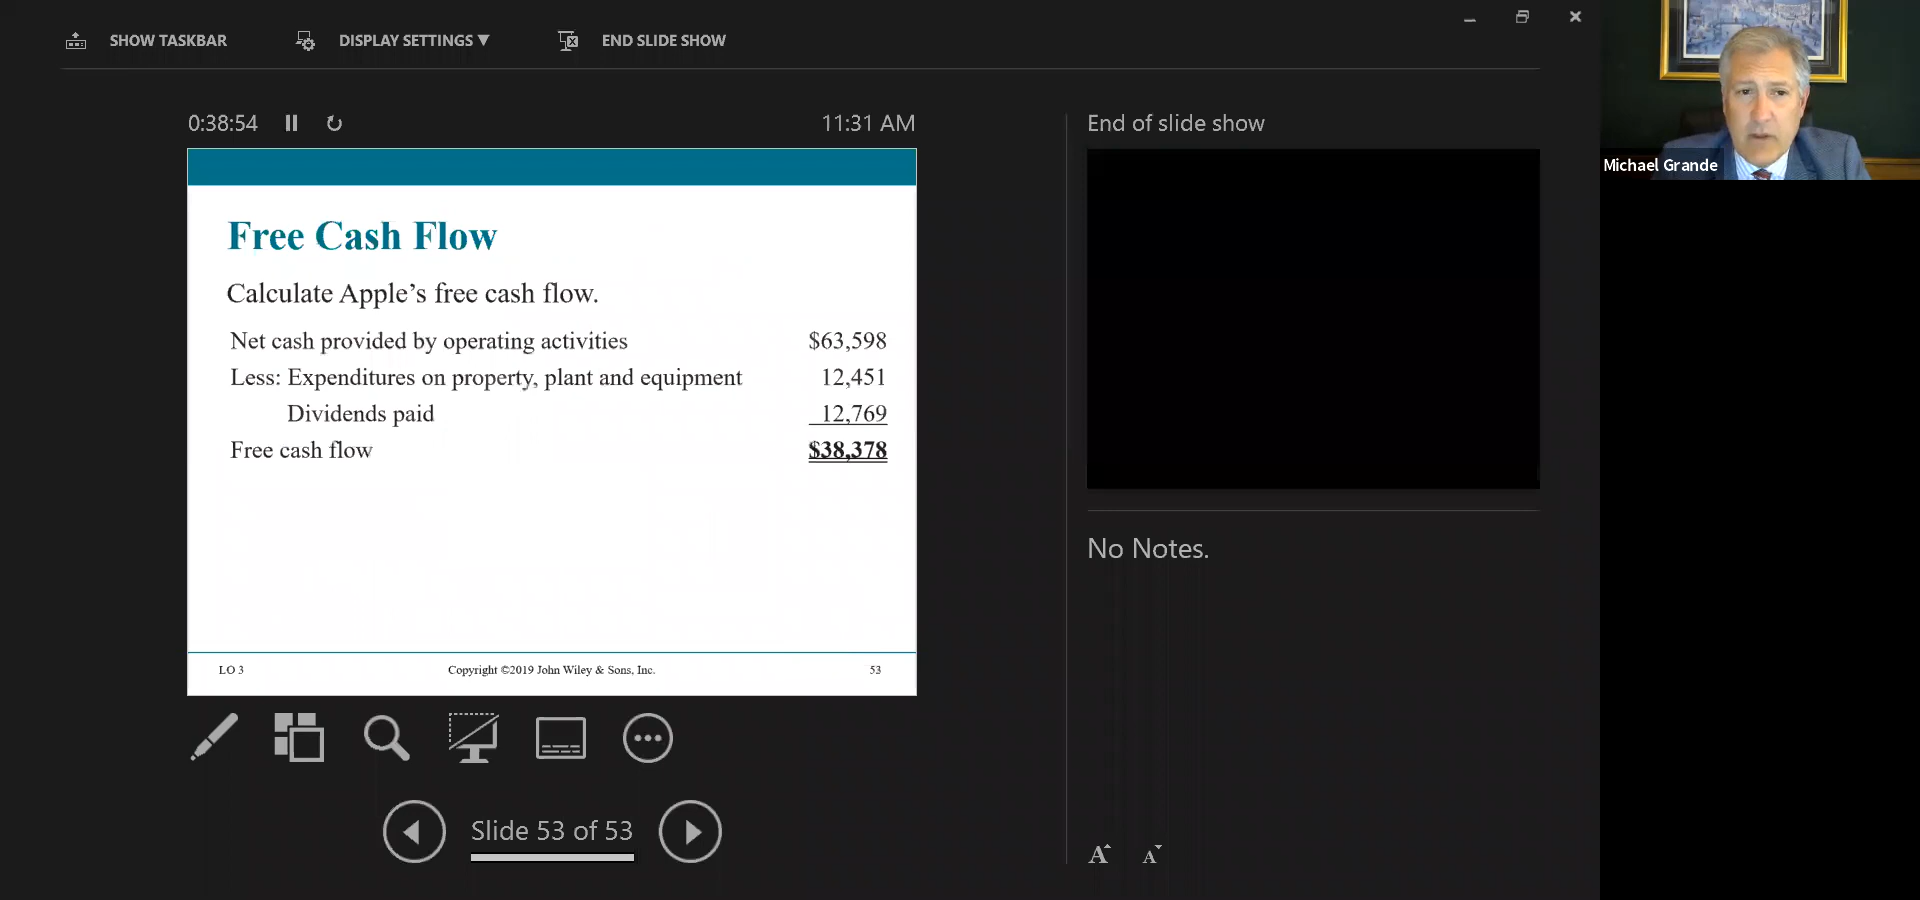 SHOW TASKBAR
DISPLAY SETTINGS ▼
END SLIDE SHOW
0:38:54
11:31 AM
Free Cash Flow
Calculate Apple’s free cash flow.
Net cash provided by operating activities $63,598
Less: Expenditures on property, plant and equipment 12,451
Dividends paid 12,769
Free cash flow $38,378
LO 3 Copyright ©2019 John Wiley & Sons, Inc. 53
Slide 53 of 53
End of slide show
No Notes.
A A
Michael Grande